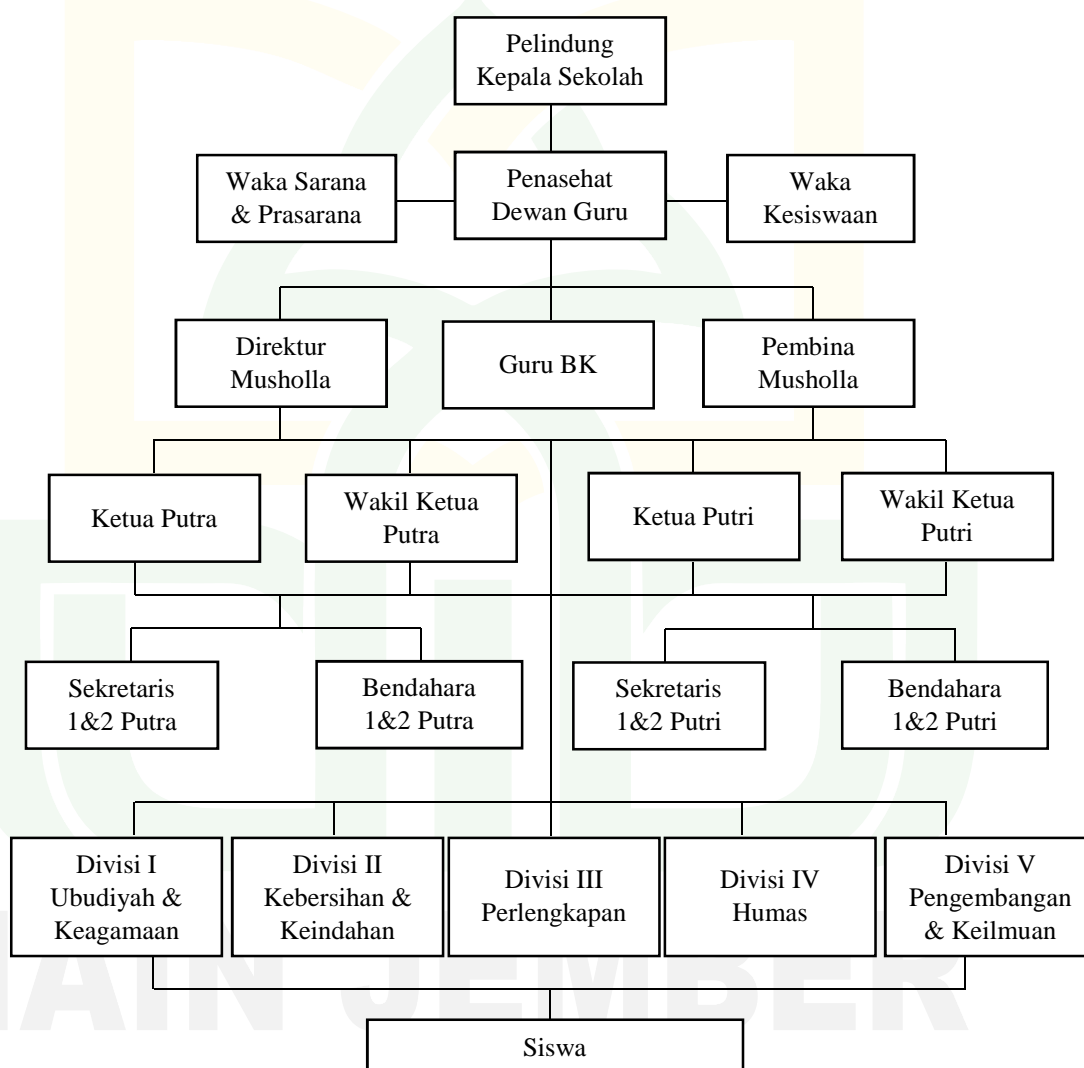 Pelindung
Kepala Sekolah
Waka Sarana
& Prasarana
Penasehat
Dewan Guru
Waka
Kesiswaan
Direktur
Musholla
Guru BK
Pembina
Musholla
Ketua Putra
Wakil Ketua
Putra
Ketua Putri
Wakil Ketua
Putri
Sekretaris
1&2 Putra
Bendahara
1&2 Putra
Sekretaris
1&2 Putri
Bendahara
1&2 Putri
Divisi I
Ubudiyah &
Keagamaan
Divisi II
Kebersihan &
Keindahan
Divisi III
Perlengkapan
Divisi IV
Humas
Divisi V
Pengembangan
& Keilmuan
IAIN JEMBER
Siswa